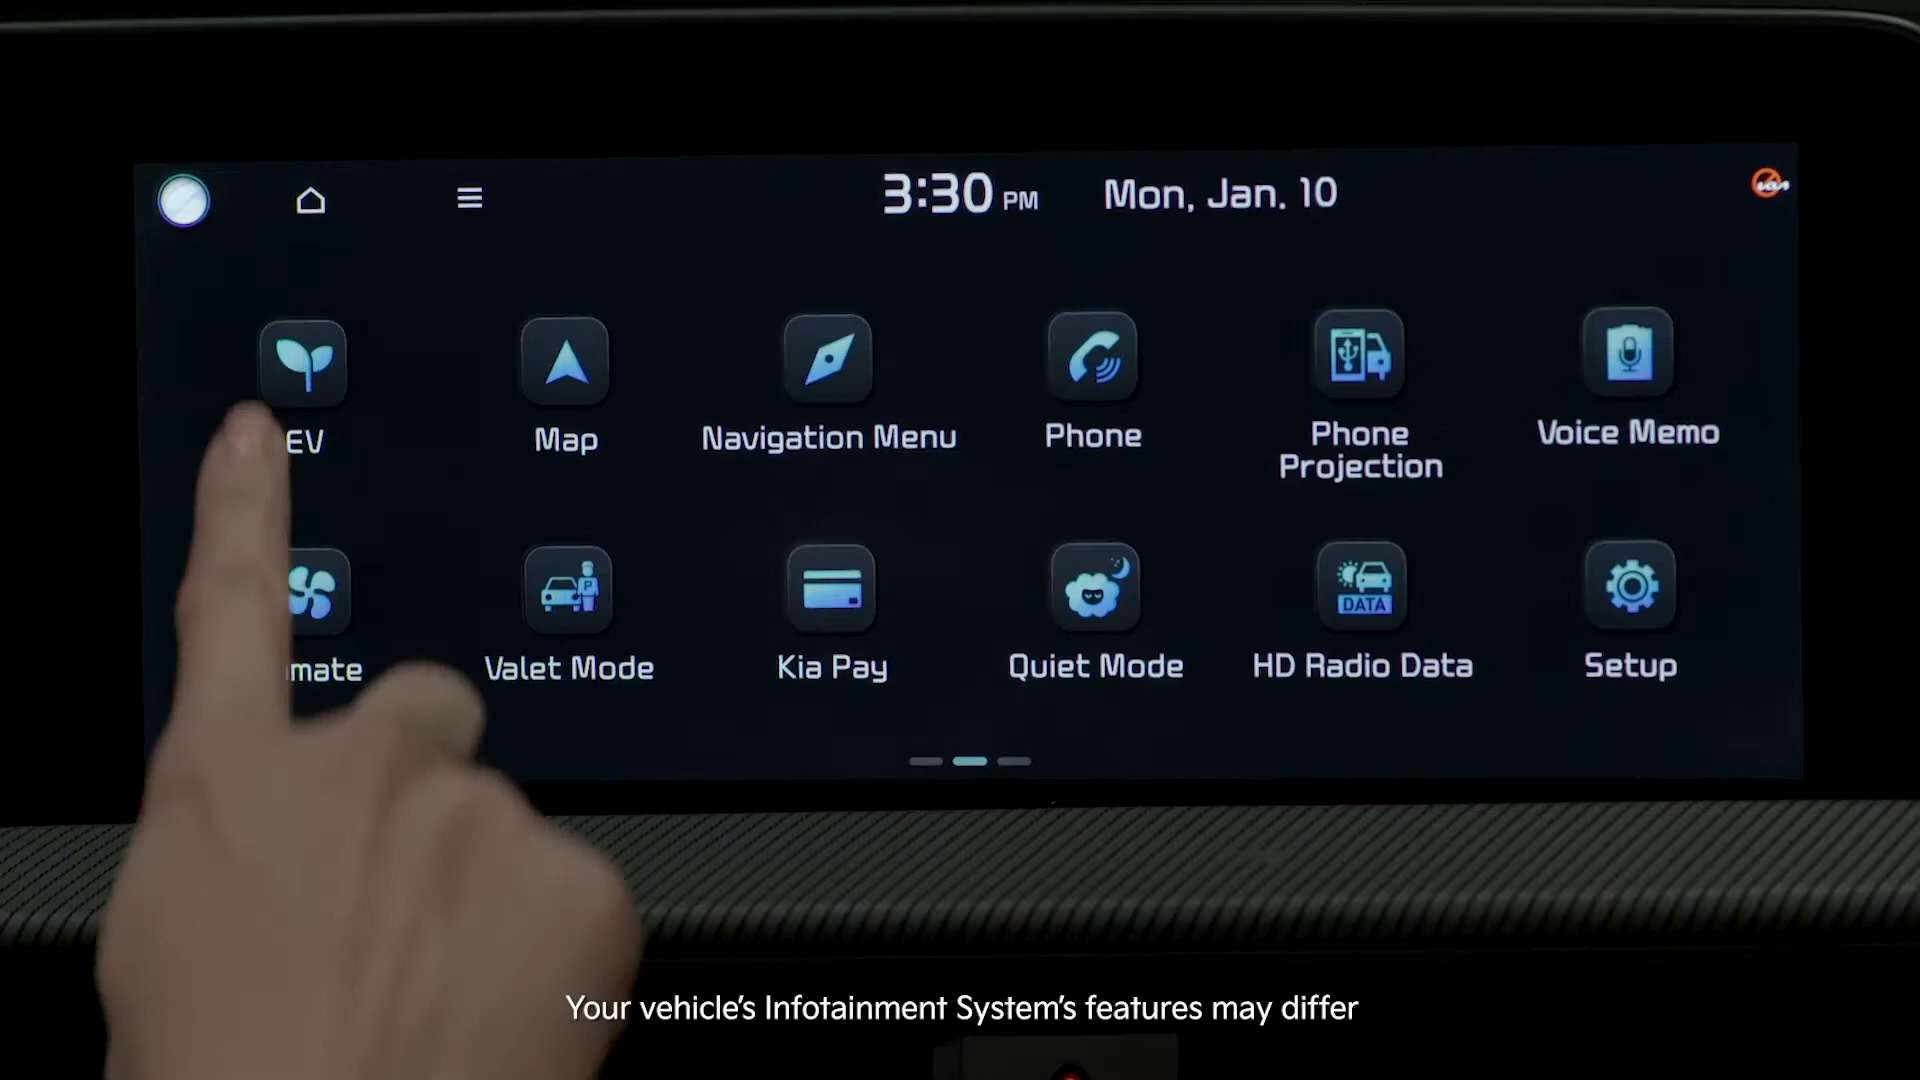 3:30 PM Mon, Jan. 10
EV
Map
Navigation Menu
Phone
Phone
Projection
Voice Memo
mate
Valet Mode
P
Kia Pay
Quiet Mode
DATA
HD Radio Data
Setup
Your vehicle's Infotainment System's features may differ